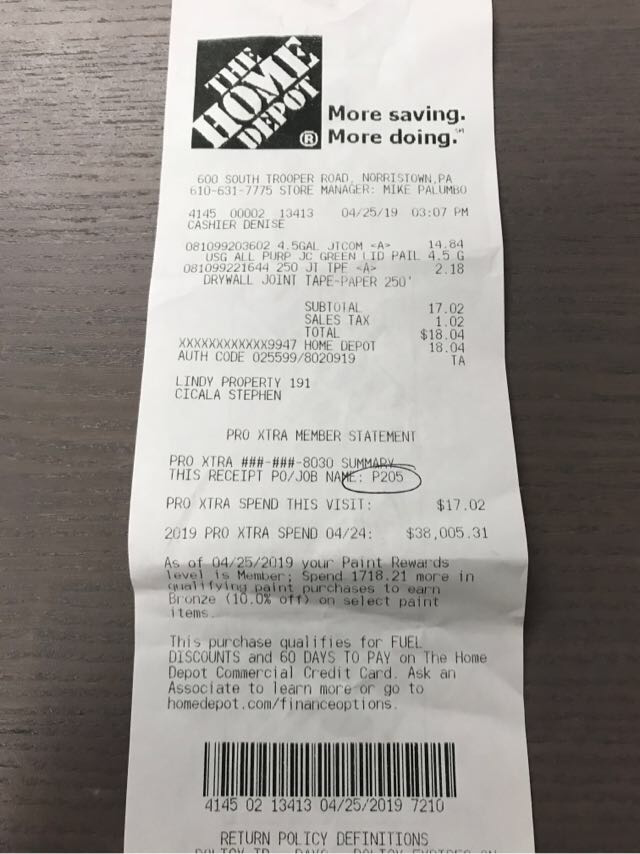 THE
HOME
DEPOT
®
More saving.
More doing.℠
600 SOUTH TROOPER ROAD, NORRISTOWN,PA
610-631-7775 STORE MANAGER: MIKE PALUMBO
4145 00002 13413 04/25/19 03:07 PM
CASHIER DENISE
081099203602 4.5GAL JTCOM <A> 14.84
USG ALL PURP JC GREEN LID PAIL 4.5 G
081099221644 250 JT TPE <A> 2.18
DRYWALL JOINT TAPE-PAPER 250'
SUBTOTAL 17.02
SALES TAX 1.02
TOTAL $18.04
XXXXXXXXXXXX9947 HOME DEPOT 18.04
AUTH CODE 025599/8020919 TA
LINDY PROPERTY 191
CICALA STEPHEN
PRO XTRA MEMBER STATEMENT
PRO XTRA ###-###-8030 SUMMARY
THIS RECEIPT PO/JOB NAME: P205
PRO XTRA SPEND THIS VISIT: $17.02
2019 PRO XTRA SPEND 04/24: $38,005.31
As of 04/25/2019 your Paint Rewards
level is Member; Spend 1718.21 more in
qualifying paint purchases to earn
Bronze (10.0% off) on select paint
items.
This purchase qualifies for FUEL
DISCOUNTS and 60 DAYS TO PAY on The Home
Depot Commercial Credit Card. Ask an
Associate to learn more or go to
homedepot.com/financeoptions.
4145 02 13413 04/25/2019 7210
RETURN POLICY DEFINITIONS